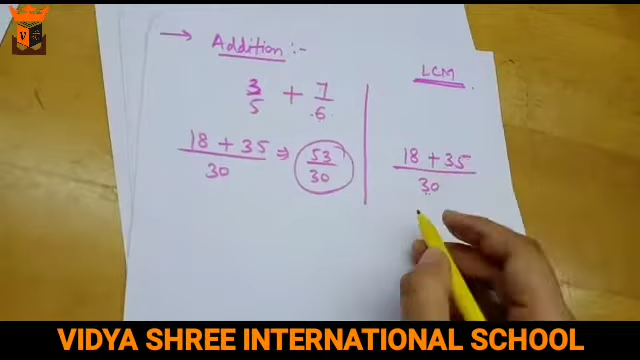 → Addition :-
3/5 + 7/6
18 + 35 / 30 ⇒ 53/30
LCM
18 + 35 / 30
VIDYA SHREE INTERNATIONAL SCHOOL